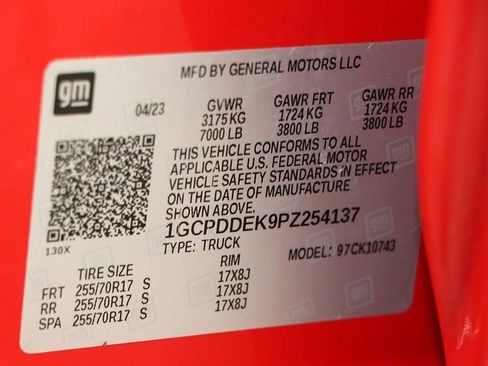 gm
MFD BY GENERAL MOTORS LLC
04/23
GVWR GAWR FRT GAWR RR
3175 KG 1724 KG 1724 KG
7000 LB 3800 LB 3800 LB
THIS VEHICLE CONFORMS TO ALL
APPLICABLE U.S. FEDERAL MOTOR
VEHICLE SAFETY STANDARDS IN EFFECT
ON THE DATE OF MANUFACTURE
SHOWN ABOVE.
1GCPDDEK9PZ254137
TYPE: TRUCK MODEL: 97CK10743
130X
TIRE SIZE RIM
FRT 255/70R17 S 17X8J
RR 255/70R17 S 17X8J
SPA 255/70R17 S 17X8J